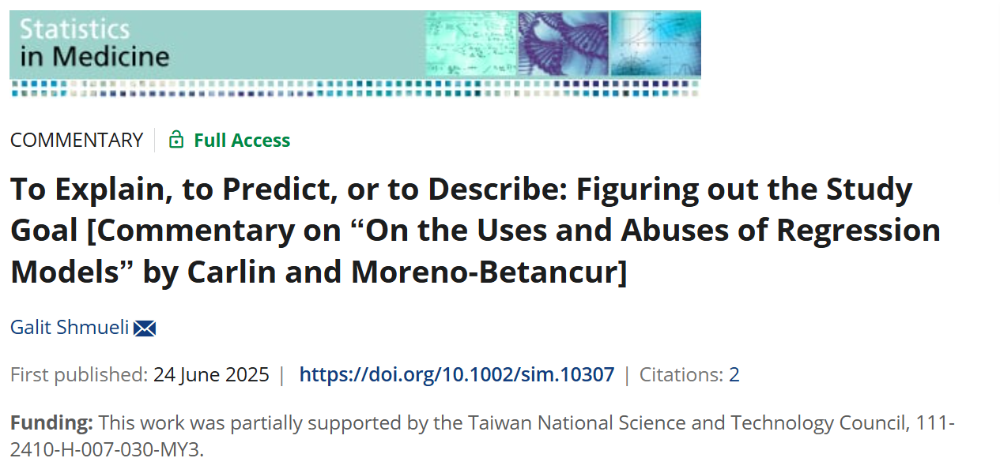 Statistics
in Medicine
COMMENTARY
Full Access
To Explain, to Predict, or to Describe: Figuring out the Study
Goal [Commentary on “On the Uses and Abuses of Regression
Models” by Carlin and Moreno-Betancur]
Galit Shmueli
First published: 24 June 2025 | https://doi.org/10.1002/sim.10307 | Citations: 2
Funding: This work was partially supported by the Taiwan National Science and Technology Council, 111-
2410-H-007-030-MY3.